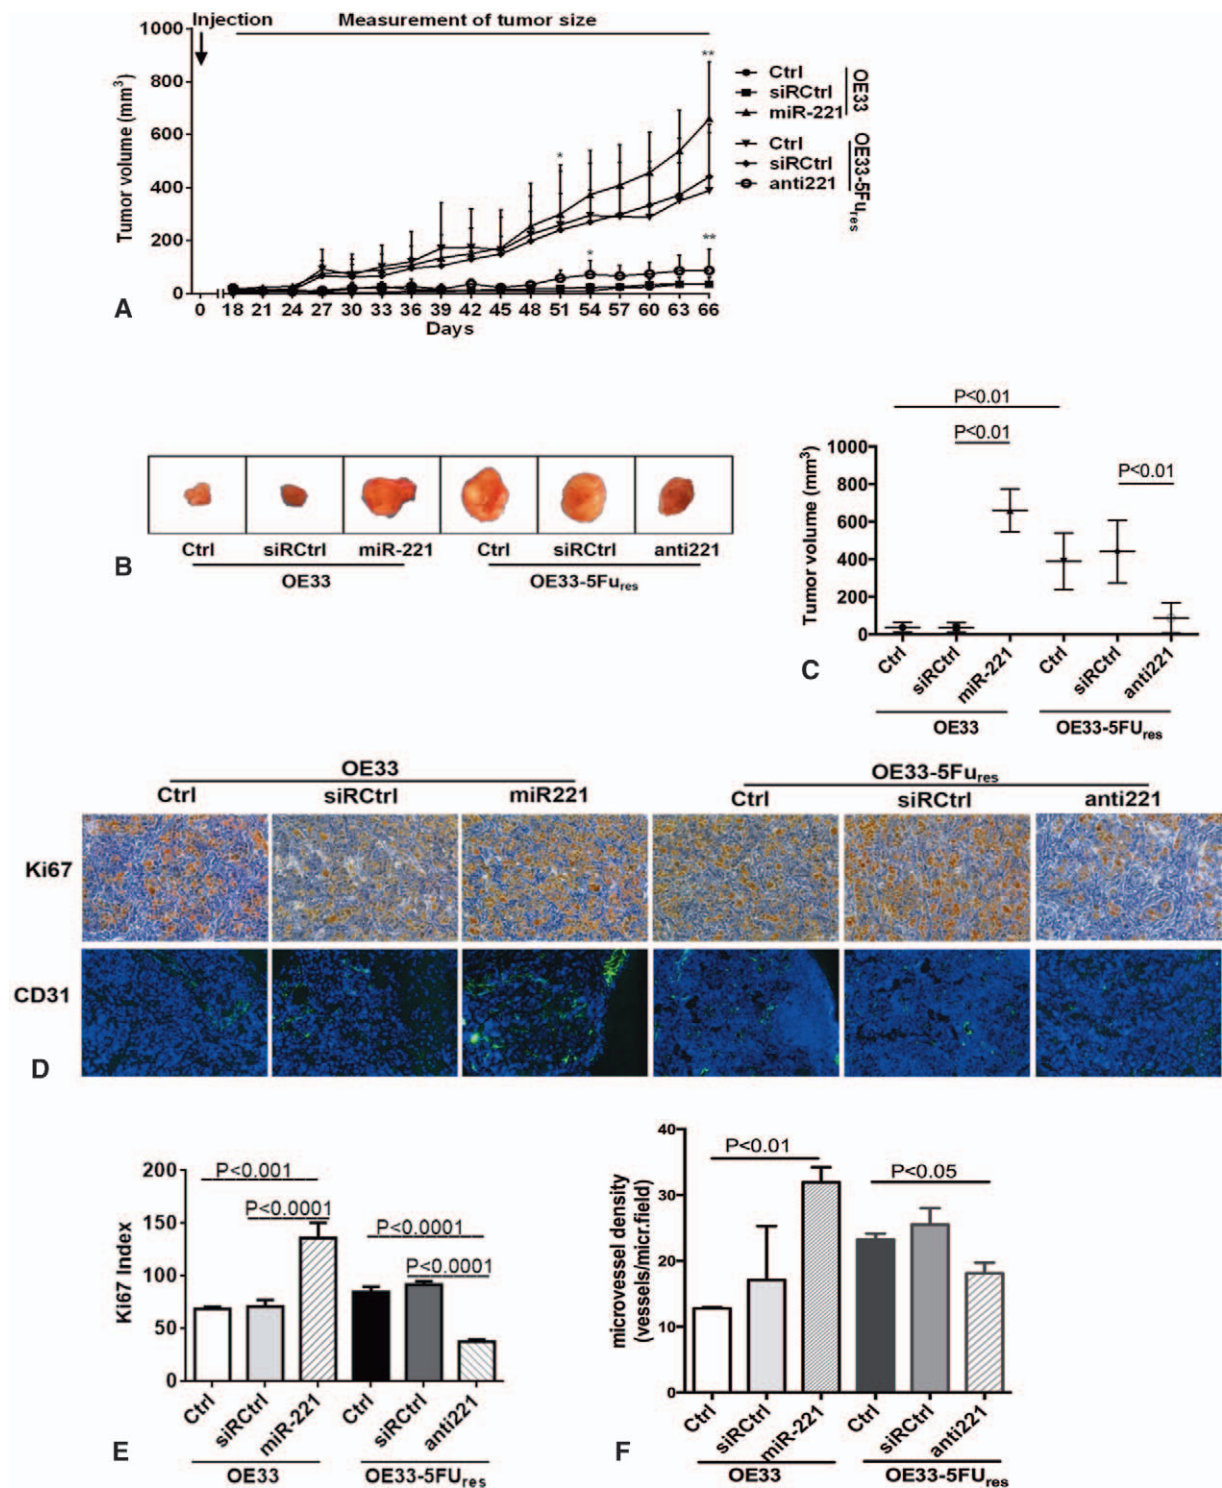 Injection Measurement of tumor size
1000
800
600
400
200
0
Tumor volume (mm³)
**
*
*
**
Ctrl
siRCtrl
miR-221
OE33
Ctrl
siRCtrl
anti221
OE33-5Fures
0 18 21 24 27 30 33 36 39 42 45 48 51 54 57 60 63 66
Days
A
Ctrl siRCtrl miR-221 Ctrl siRCtrl anti221
OE33 OE33-5Fures
B
P<0.01
P<0.01
P<0.01
1000
800
600
400
200
0
Tumor volume (mm³)
Ctrl siRCtrl miR-221 Ctrl siRCtrl anti221
OE33 OE33-5FUres
C
OE33 OE33-5Fures
Ctrl siRCtrl miR221 Ctrl siRCtrl anti221
Ki67
CD31
D
200
150
100
50
0
Ki67 Index
P<0.001
P<0.0001
P<0.0001
P<0.0001
Ctrl siRCtrl miR-221 Ctrl siRCtrl anti221
OE33 OE33-5FUres
E
40
30
20
10
0
microvessel density
(vessels/micr.field)
P<0.01
P<0.05
Ctrl siRCtrl miR-221 Ctrl siRCtrl anti221
OE33 OE33-5FUres
F